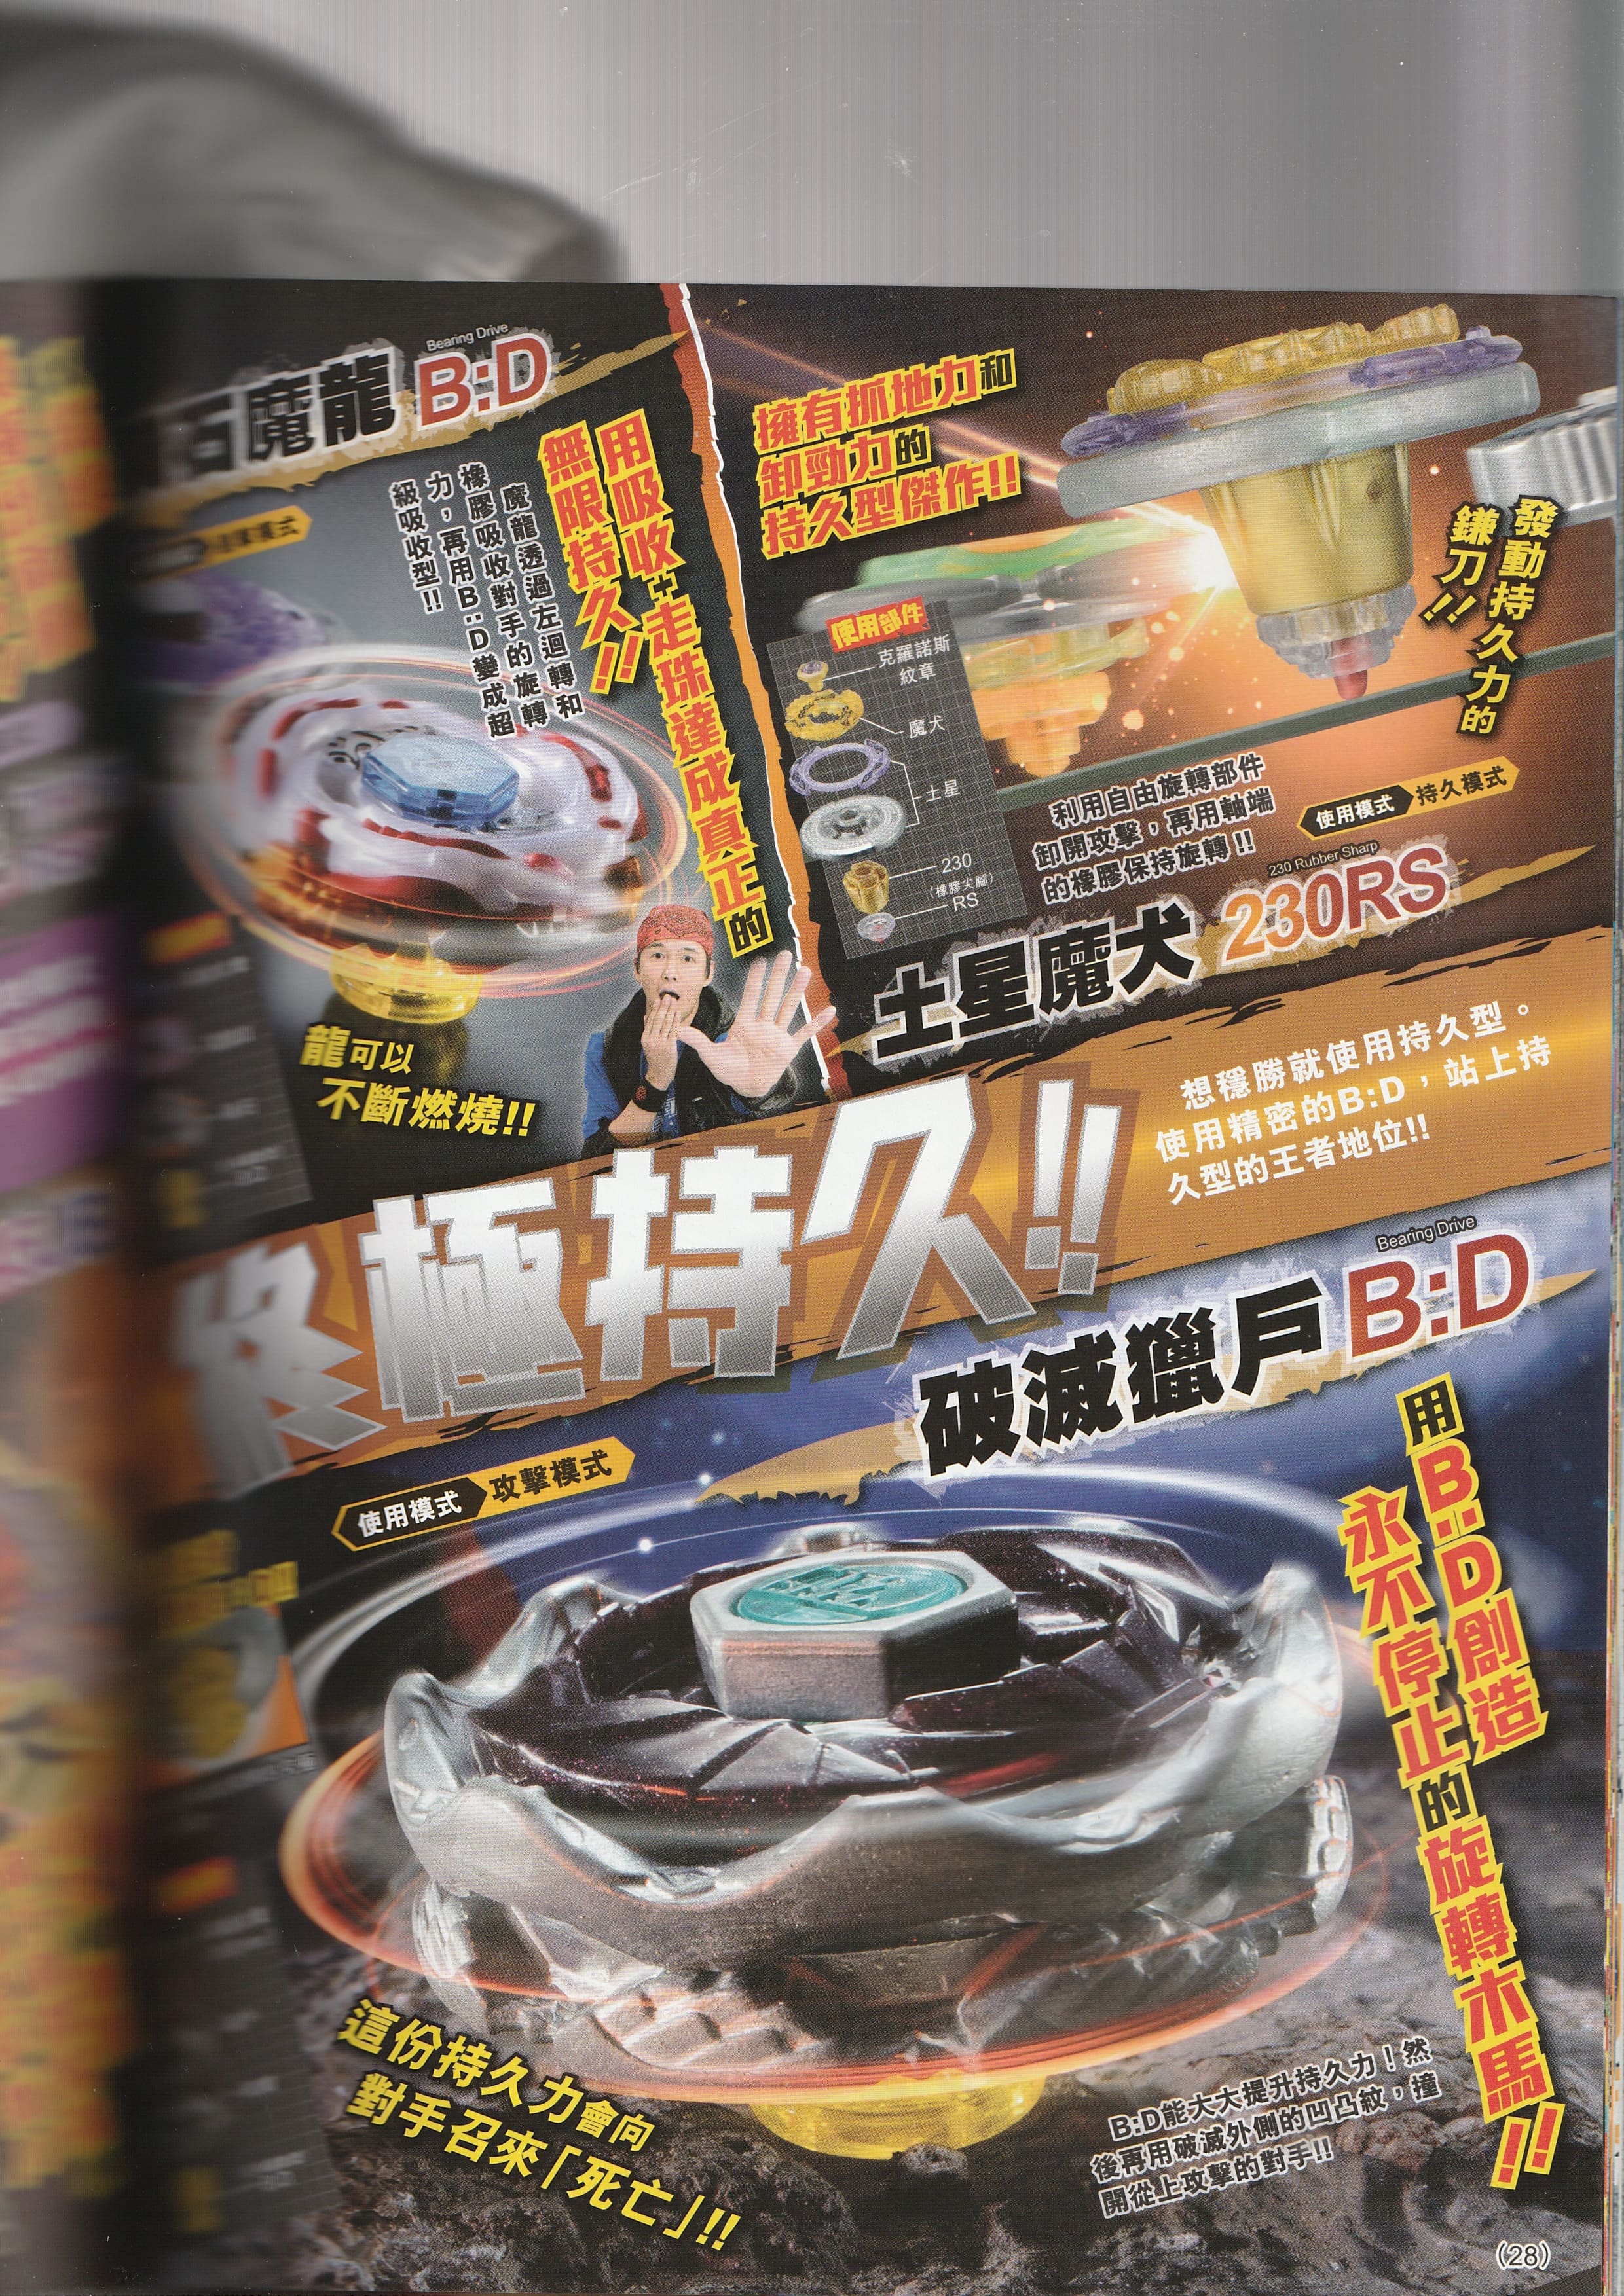 石魔龍 B:D
Bearing Drive
用吸收+走珠達成真正的
無限持久!!
魔龍透過左迴轉和
橡膠吸收對手的旋轉
力，再用B:D變成超
級吸收型!!
龍可以
不斷燃燒!!
擁有抓地力和
卸勁力的
持久型傑作!!
發動持久力的
鐮刀!!
使用部件
克羅諾斯
紋章
魔犬
土星
230
(橡膠尖腳)
RS
利用自由旋轉部件
卸開攻擊，再用軸端
的橡膠保持旋轉!!
使用模式 持久模式
230 Rubber Sharp
土星魔犬 230RS
終極持久!!
想穩勝就使用持久型。
使用精密的B:D，站上持
久型的王者地位!!
Bearing Drive
破滅獵戶 B:D
使用模式 攻擊模式
用B:D創造
永不停止的旋轉木馬!!
這份持久力會向
對手召來「死亡」!!
B:D能大大提升持久力！然
後再用破滅外側的凹凸紋，撞
開從上攻擊的對手!!
(28)